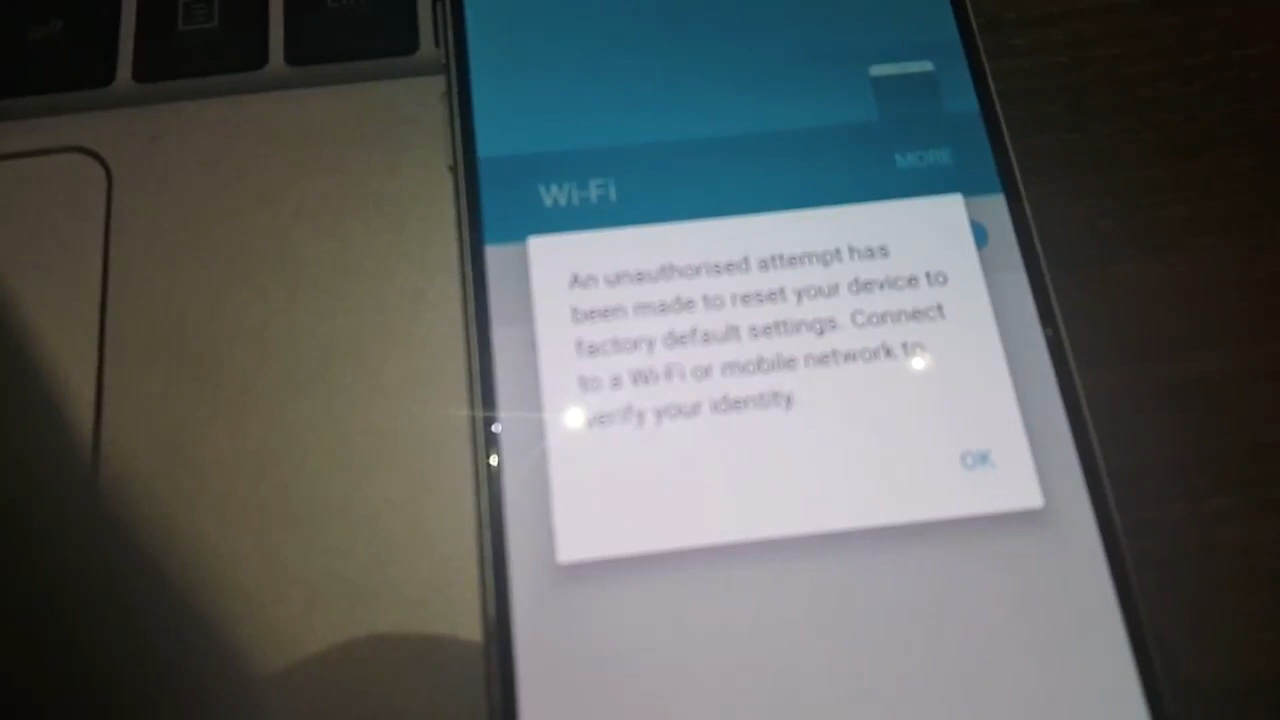 MORE
Wi-Fi
An unauthorised attempt has
been made to reset your device to
factory default settings. Connect
to a Wi-Fi or mobile network to
verify your identity.
OK